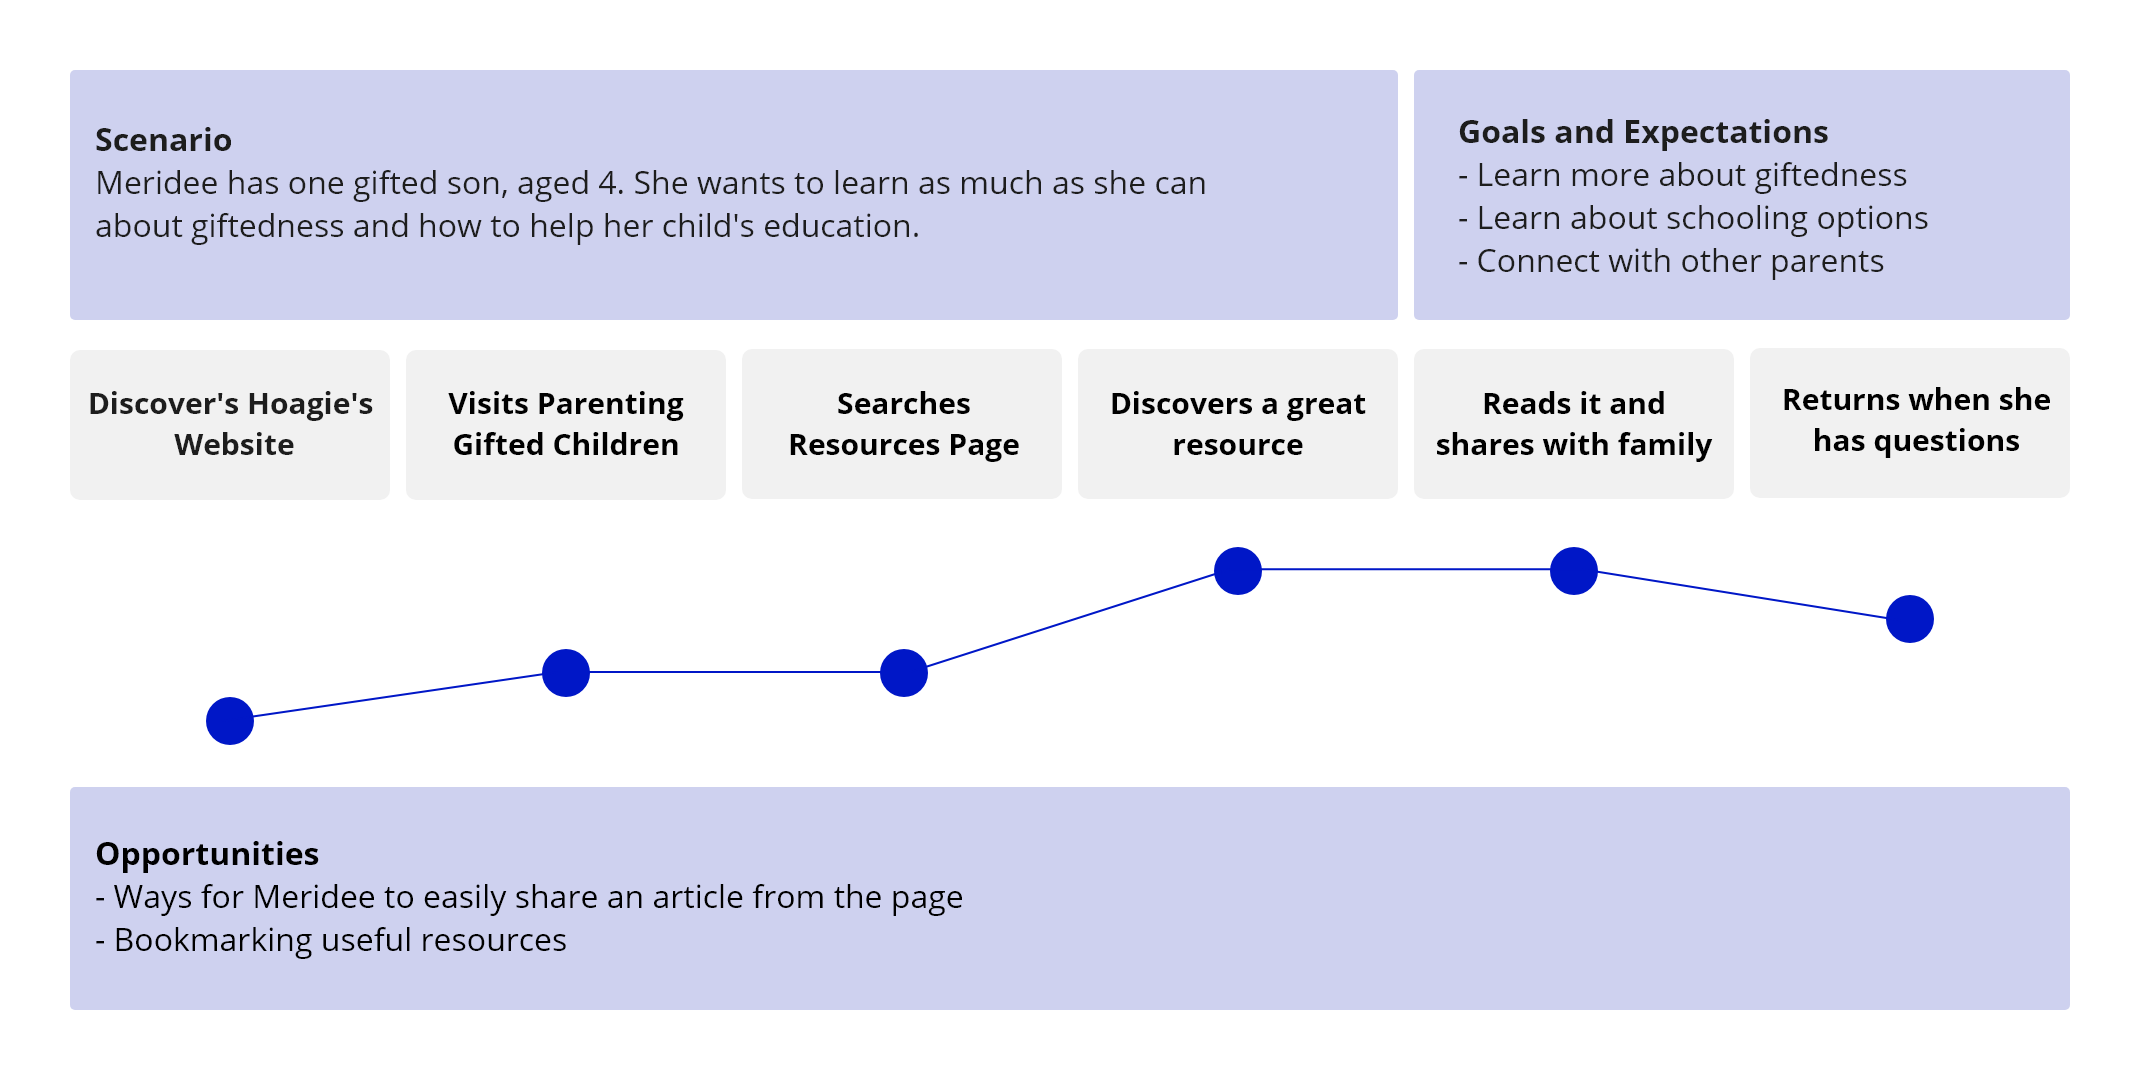 Scenario
Meridee has one gifted son, aged 4. She wants to learn as much as she can
about giftedness and how to help her child's education.
Goals and Expectations
- Learn more about giftedness
- Learn about schooling options
- Connect with other parents
Discover's Hoagie's
Website
Visits Parenting
Gifted Children
Searches
Resources Page
Discovers a great
resource
Reads it and
shares with family
Returns when she
has questions
Opportunities
- Ways for Meridee to easily share an article from the page
- Bookmarking useful resources